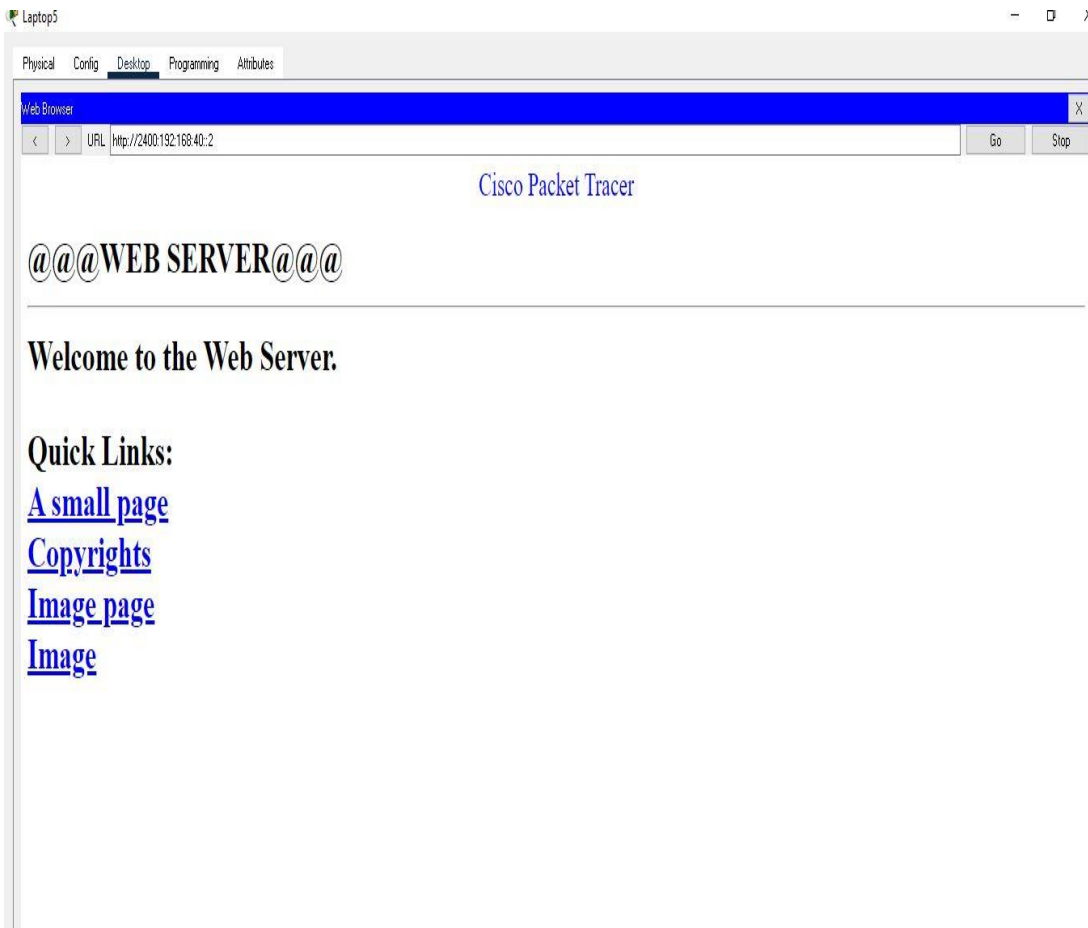 Laptop5
Physical Config Desktop Programming Attributes
Web Browser X
< > URL http://2400:192:168:40::2 Go Stop
Cisco Packet Tracer
@@@WEB SERVER@@@
Welcome to the Web Server.
Quick Links:
A small page
Copyrights
Image page
Image